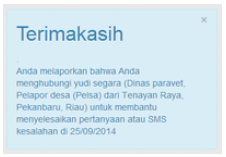 Terimakasih
Anda melaporkan bahwa Anda
menghubungi yudi segara (Dinas paravet,
Pelapor desa (Pelsa) dari Tenayan Raya,
Pekanbaru, Riau) untuk membantu
menyelesaikan pertanyaan atau SMS
kesalahan di 25/09/2014